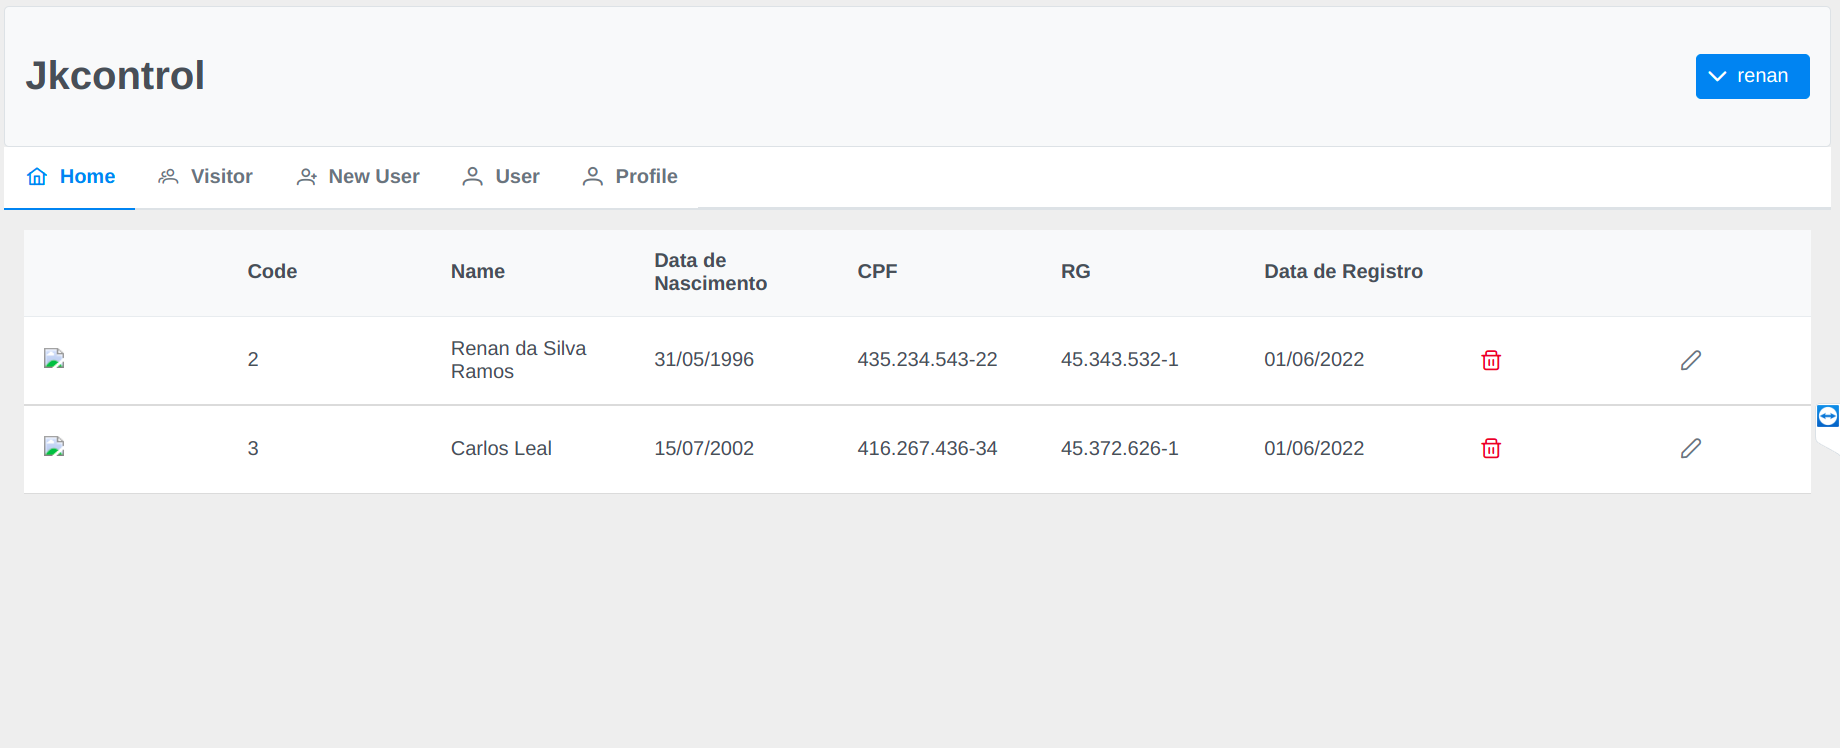 Jkcontrol
renan
Home Visitor New User User Profile
Code Name Data de Nascimento CPF RG Data de Registro
2 Renan da Silva Ramos 31/05/1996 435.234.543-22 45.343.532-1 01/06/2022
3 Carlos Leal 15/07/2002 416.267.436-34 45.372.626-1 01/06/2022